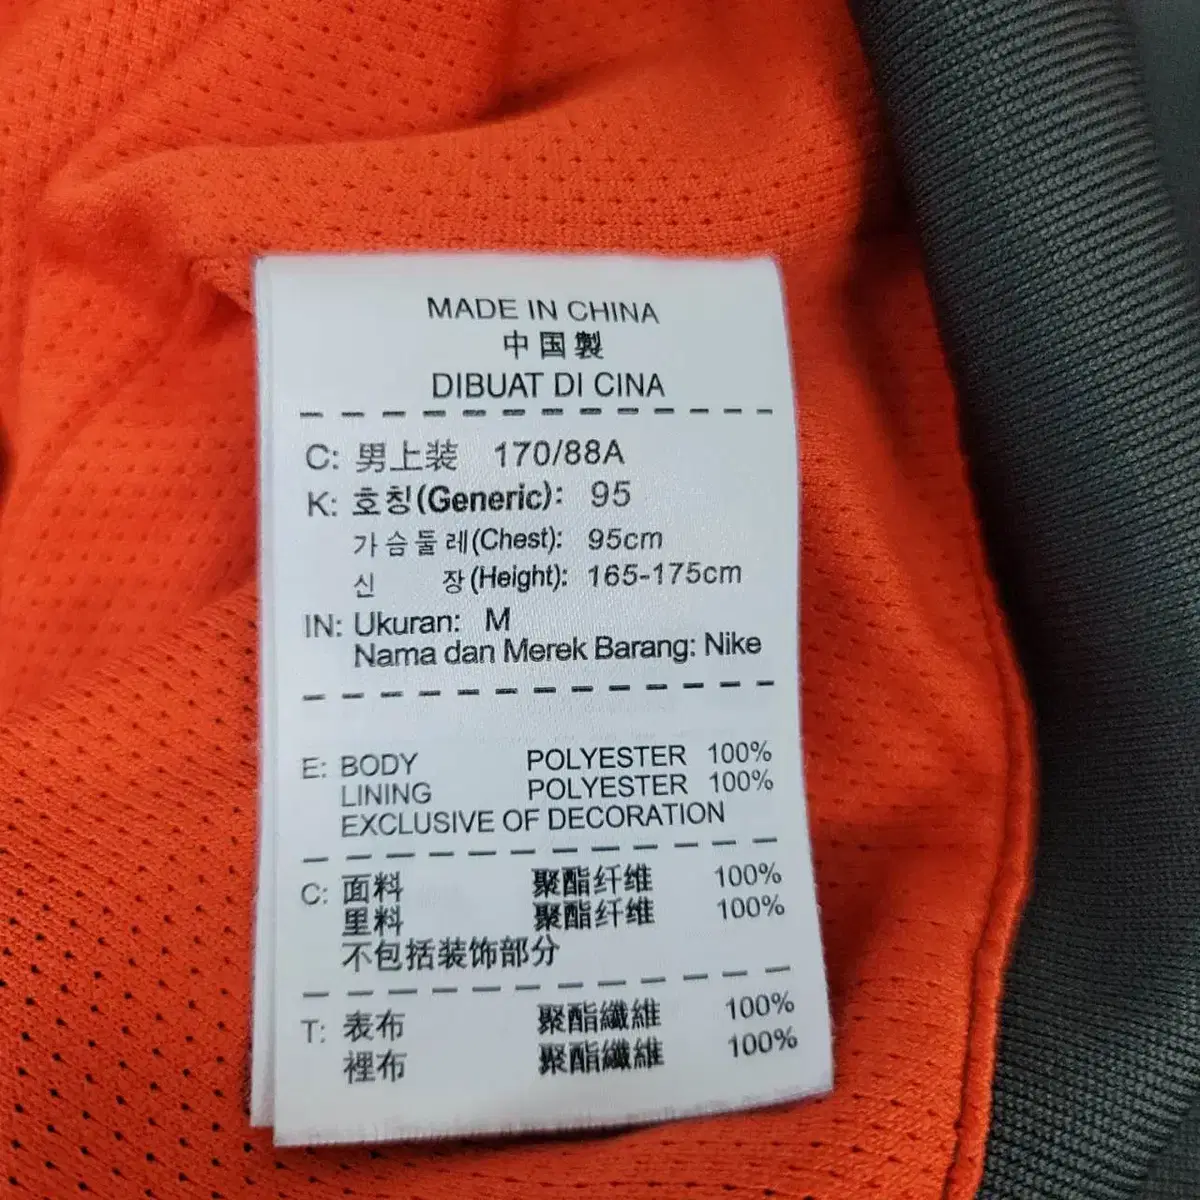 MADE IN CHINA
中国製
DIBUAT DI CINA
C: 男上装 170/88A
K: 호칭(Generic): 95
가슴둘레(Chest): 95cm
신 장(Height): 165-175cm
IN: Ukuran: M
Nama dan Merek Barang: Nike
E: BODY POLYESTER 100%
LINING POLYESTER 100%
EXCLUSIVE OF DECORATION
C: 面料 聚酯纤维 100%
里料 聚酯纤维 100%
不包括装饰部分
T: 表布 聚酯纖維 100%
裡布 聚酯纖維 100%